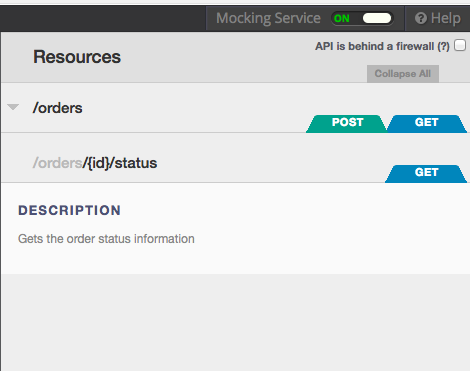 Mocking Service ON Help
API is behind a firewall (?)
Resources
Collapse All
/orders
POST GET
/orders/{id}/status
GET
DESCRIPTION
Gets the order status information